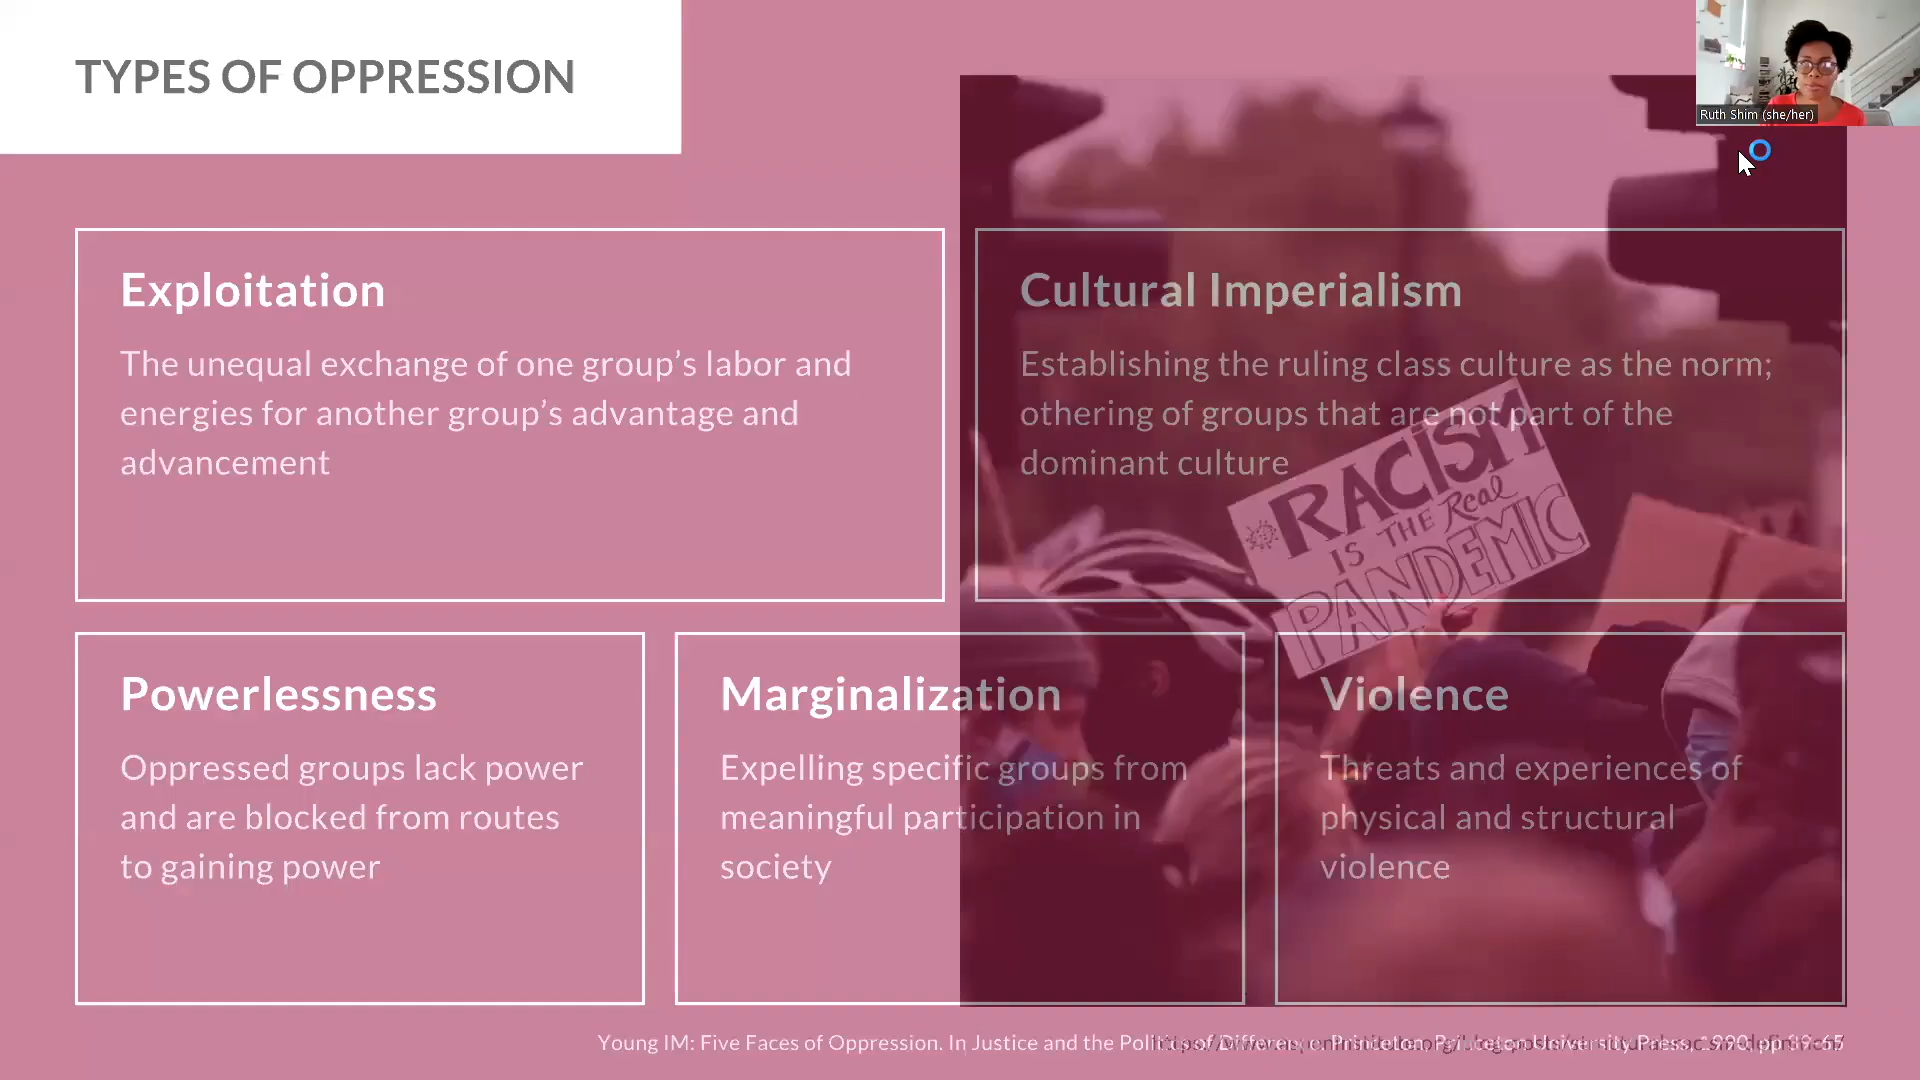 TYPES OF OPPRESSION
Ruth Shim (she/her)
Exploitation
The unequal exchange of one group’s labor and
energies for another group’s advantage and
advancement
Cultural Imperialism
Establishing the ruling class culture as the norm;
othering of groups that are not part of the
dominant culture
RACISM
IS THE Real
PANDEMIC
Powerlessness
Oppressed groups lack power
and are blocked from routes
to gaining power
Marginalization
Expelling specific groups from
meaningful participation in
society
Violence
Threats and experiences of
physical and structural
violence
Young IM: Five Faces of Oppression. In Justice and the Politics of Difference. Princeton, Princeton University Press, 1990, pp 39-65